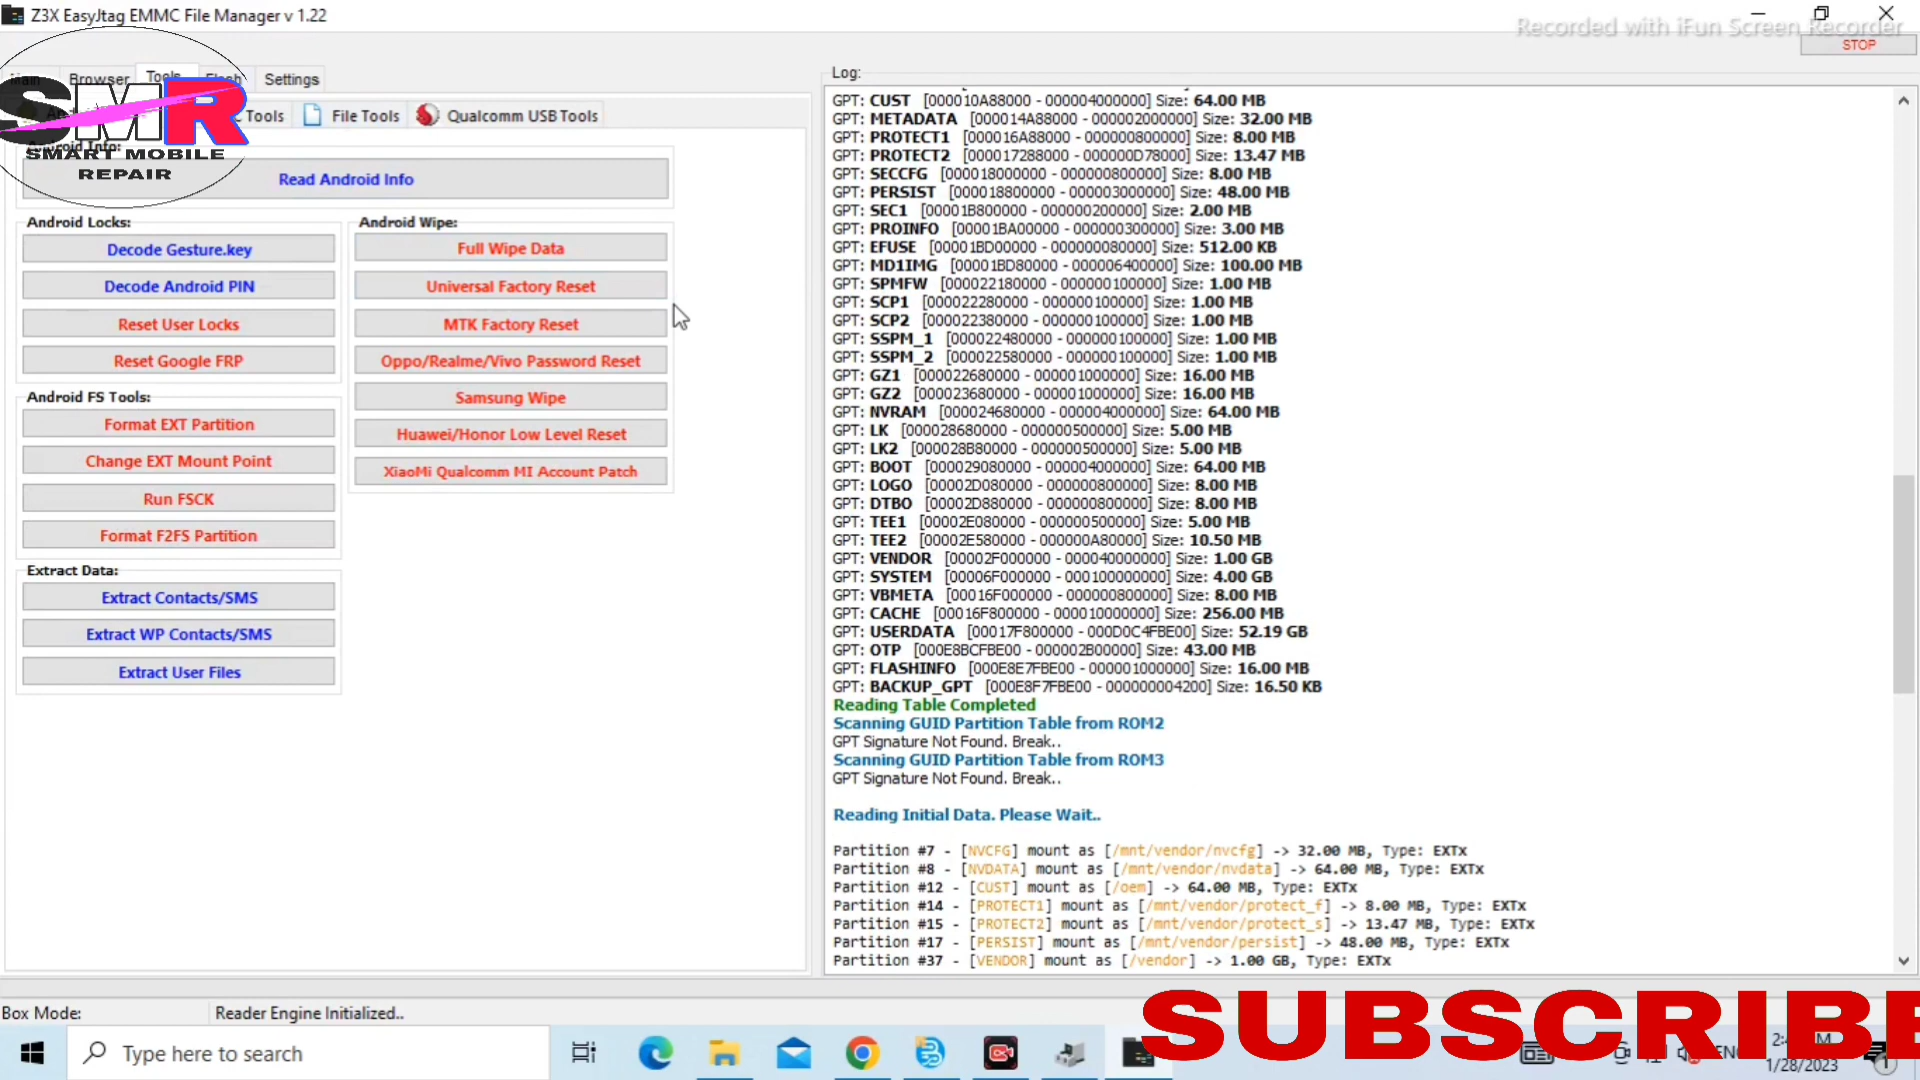 Z3X EasyJtag EMMC File Manager v 1.22
Recorded with iFun Screen Recorder
STOP
Browser Tools Flash Settings
Tools File Tools Qualcomm USB Tools
SMR
SMART MOBILE
REPAIR
Android Info:
Read Android Info
Android Locks:
Decode Gesture.key
Decode Android PIN
Reset User Locks
Reset Google FRP
Android FS Tools:
Format EXT Partition
Change EXT Mount Point
Run FSCK
Format F2FS Partition
Extract Data:
Extract Contacts/SMS
Extract WP Contacts/SMS
Extract User Files
Android Wipe:
Full Wipe Data
Universal Factory Reset
MTK Factory Reset
Oppo/Realme/Vivo Password Reset
Samsung Wipe
Huawei/Honor Low Level Reset
XiaoMi Qualcomm MI Account Patch
Log:
GPT: CUST [000010A88000 - 000004000000] Size: 64.00 MB
GPT: METADATA [000014A88000 - 000002000000] Size: 32.00 MB
GPT: PROTECT1 [000016A88000 - 000000800000] Size: 8.00 MB
GPT: PROTECT2 [000017288000 - 000000D78000] Size: 13.47 MB
GPT: SECCFG [000018000000 - 000000800000] Size: 8.00 MB
GPT: PERSIST [000018800000 - 000003000000] Size: 48.00 MB
GPT: SEC1 [00001B800000 - 000000200000] Size: 2.00 MB
GPT: PROINFO [00001BA00000 - 000000300000] Size: 3.00 MB
GPT: EFUSE [00001BD00000 - 000000080000] Size: 512.00 KB
GPT: MD1IMG [00001BD80000 - 000006400000] Size: 100.00 MB
GPT: SPMFW [000022180000 - 000000100000] Size: 1.00 MB
GPT: SCP1 [000022280000 - 000000100000] Size: 1.00 MB
GPT: SCP2 [000022380000 - 000000100000] Size: 1.00 MB
GPT: SSPM_1 [000022480000 - 000000100000] Size: 1.00 MB
GPT: SSPM_2 [000022580000 - 000000100000] Size: 1.00 MB
GPT: GZ1 [000022680000 - 000001000000] Size: 16.00 MB
GPT: GZ2 [000023680000 - 000001000000] Size: 16.00 MB
GPT: NVRAM [000024680000 - 000004000000] Size: 64.00 MB
GPT: LK [000028680000 - 000000500000] Size: 5.00 MB
GPT: LK2 [000028B80000 - 000000500000] Size: 5.00 MB
GPT: BOOT [000029080000 - 000004000000] Size: 64.00 MB
GPT: LOGO [00002D080000 - 000000800000] Size: 8.00 MB
GPT: DTBO [00002D880000 - 000000800000] Size: 8.00 MB
GPT: TEE1 [00002E080000 - 000000500000] Size: 5.00 MB
GPT: TEE2 [00002E580000 - 000000A80000] Size: 10.50 MB
GPT: VENDOR [00002F000000 - 000040000000] Size: 1.00 GB
GPT: SYSTEM [00006F000000 - 000100000000] Size: 4.00 GB
GPT: VBMETA [00016F000000 - 000000800000] Size: 8.00 MB
GPT: CACHE [00016F800000 - 000010000000] Size: 256.00 MB
GPT: USERDATA [00017F800000 - 000D0C4FBE00] Size: 52.19 GB
GPT: OTP [000E8BCFBE00 - 000002B00000] Size: 43.00 MB
GPT: FLASHINFO [000E8E7FBE00 - 000001000000] Size: 16.00 MB
GPT: BACKUP_GPT [000E8F7FBE00 - 000000004200] Size: 16.50 KB
Reading Table Completed
Scanning GUID Partition Table from ROM2
GPT Signature Not Found. Break..
Scanning GUID Partition Table from ROM3
GPT Signature Not Found. Break..
Reading Initial Data. Please Wait..
Partition #7 - [NVCFG] mount as [/mnt/vendor/nvcfg] -> 32.00 MB, Type: EXTx
Partition #8 - [NVDATA] mount as [/mnt/vendor/nvdata] -> 64.00 MB, Type: EXTx
Partition #12 - [CUST] mount as [/oem] -> 64.00 MB, Type: EXTx
Partition #14 - [PROTECT1] mount as [/mnt/vendor/protect_f] -> 8.00 MB, Type: EXTx
Partition #15 - [PROTECT2] mount as [/mnt/vendor/protect_s] -> 13.47 MB, Type: EXTx
Partition #17 - [PERSIST] mount as [/mnt/vendor/persist] -> 48.00 MB, Type: EXTx
Partition #37 - [VENDOR] mount as [/vendor] -> 1.00 GB, Type: EXTx
Box Mode:
Reader Engine Initialized..
SUBSCRIBE
Type here to search
1/28/2023